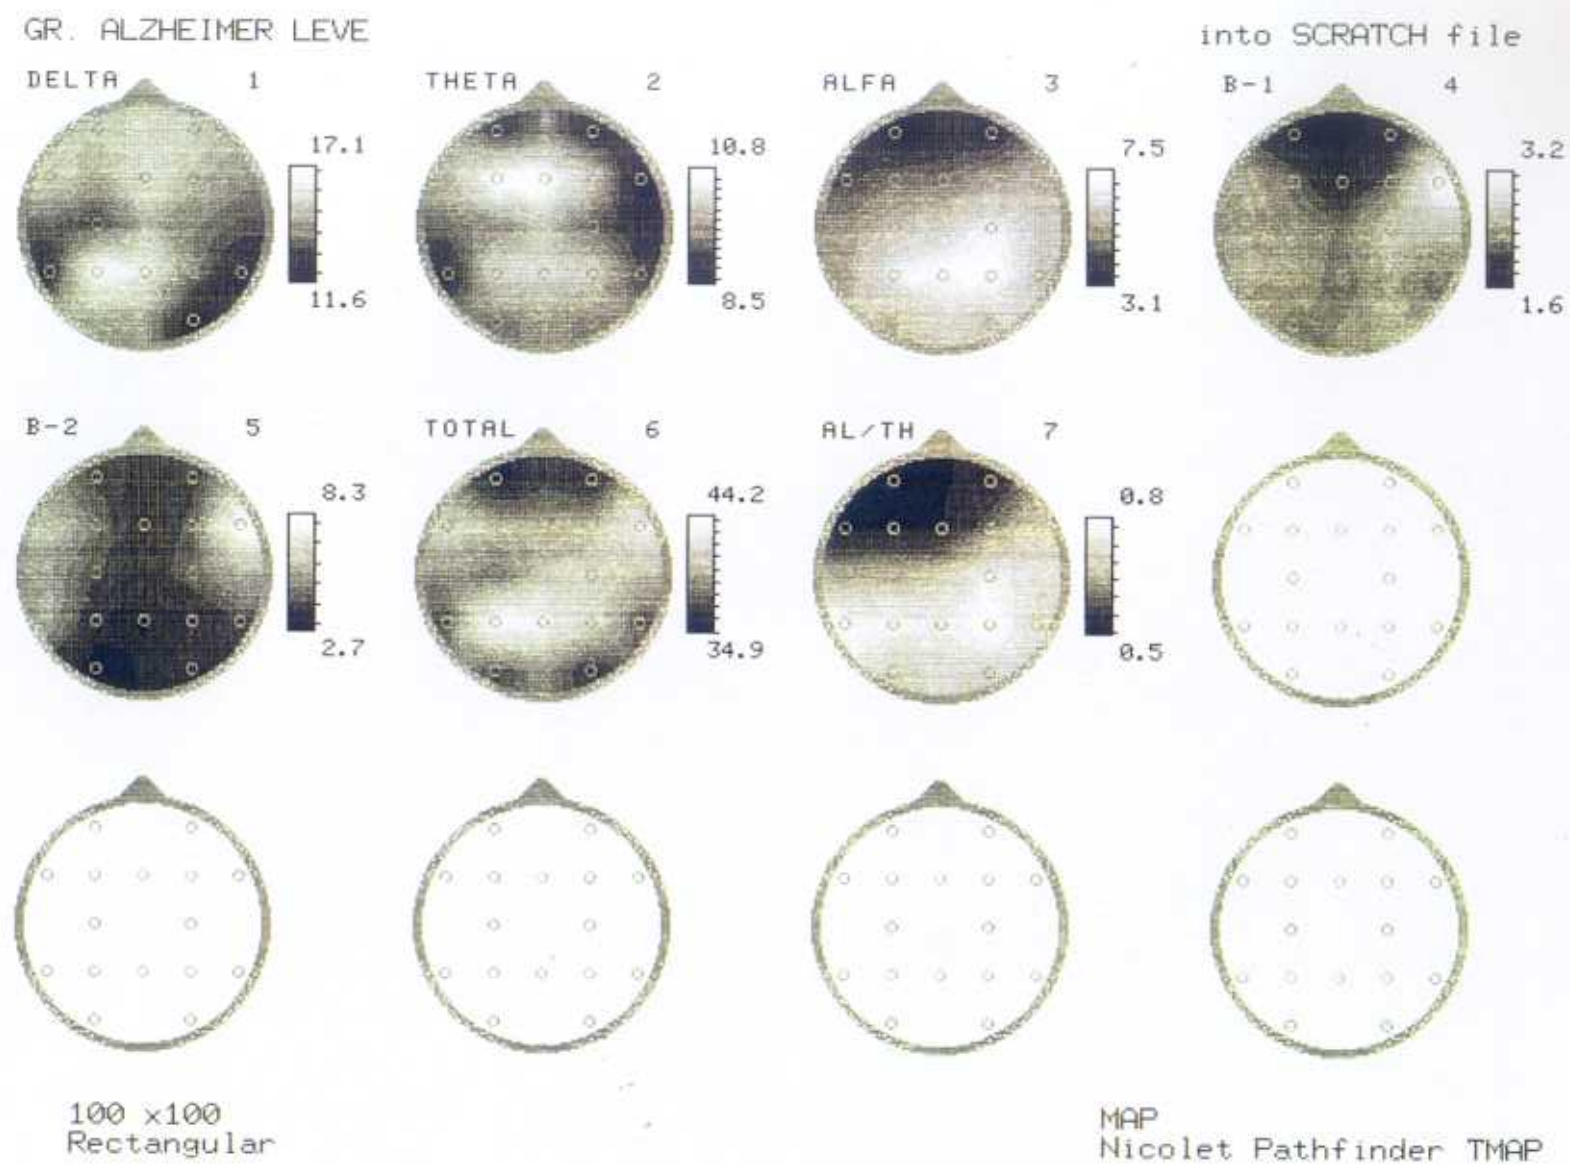 GR. ALZHEIMER LEVE
into SCRATCH file
DELTA 1
THETA 2
ALFA 3
B-1 4
17.1
11.6
10.8
8.5
7.5
3.1
3.2
1.6
B-2 5
TOTAL 6
AL/TH 7
8.3
2.7
44.2
34.9
0.8
0.5
100 x100
Rectangular
MAP
Nicolet Pathfinder TMAP